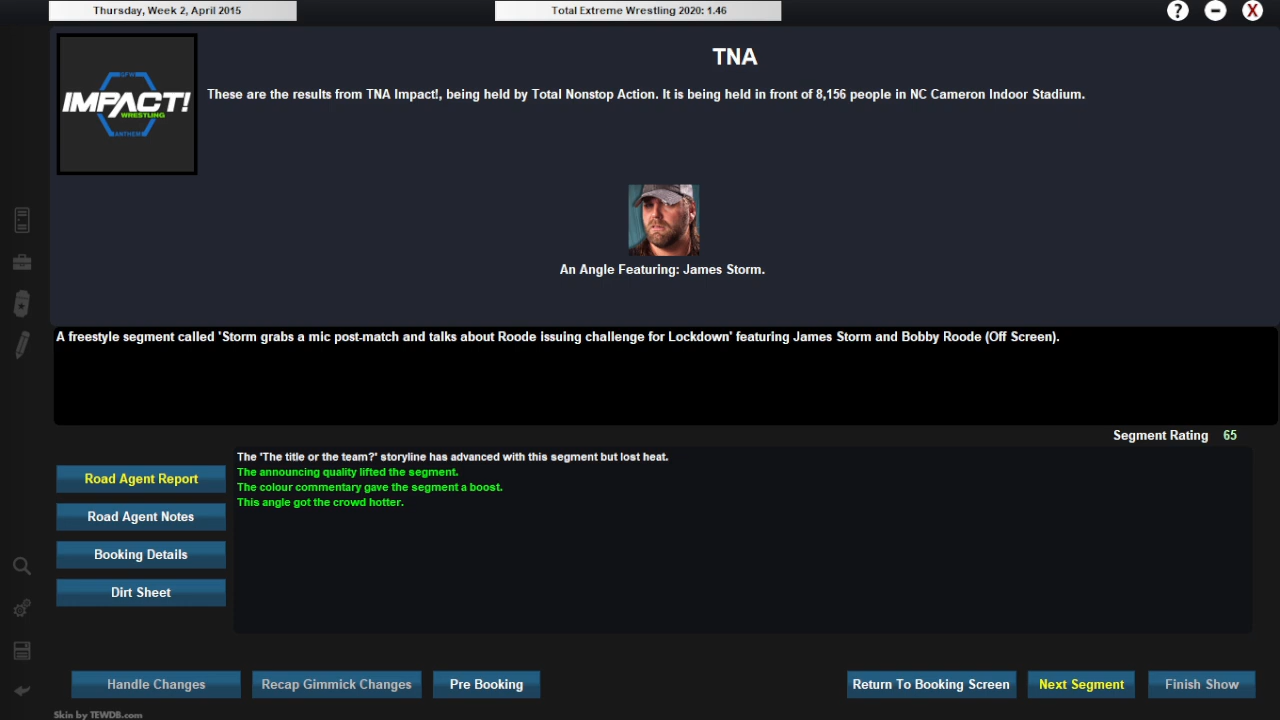 Thursday, Week 2, April 2015
Total Extreme Wrestling 2020: 1.46
?
X
TNA
GFW
IMPACT!
WRESTLING
ANTHEM
These are the results from TNA Impact!, being held by Total Nonstop Action. It is being held in front of 8,156 people in NC Cameron Indoor Stadium.
An Angle Featuring: James Storm.
A freestyle segment called 'Storm grabs a mic post-match and talks about Roode issuing challenge for Lockdown' featuring James Storm and Bobby Roode (Off Screen).
Segment Rating 65
Road Agent Report
Road Agent Notes
Booking Details
Dirt Sheet
The 'The title or the team?' storyline has advanced with this segment but lost heat.
The announcing quality lifted the segment.
The colour commentary gave the segment a boost.
This angle got the crowd hotter.
Handle Changes
Recap Gimmick Changes
Pre Booking
Return To Booking Screen
Next Segment
Finish Show
Skin by TEWDB.com